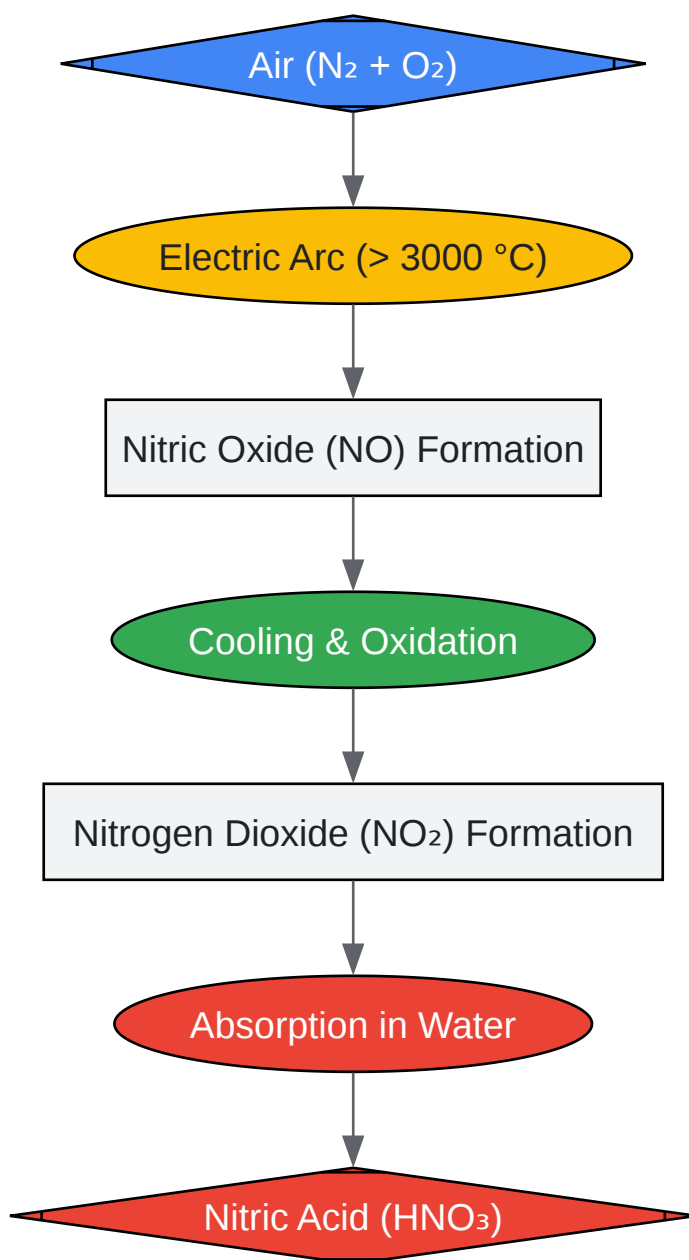 Air (N₂ + O₂)
Electric Arc (> 3000 °C)
Nitric Oxide (NO) Formation
Cooling & Oxidation
Nitrogen Dioxide (NO₂) Formation
Absorption in Water
Nitric Acid (HNO₃)